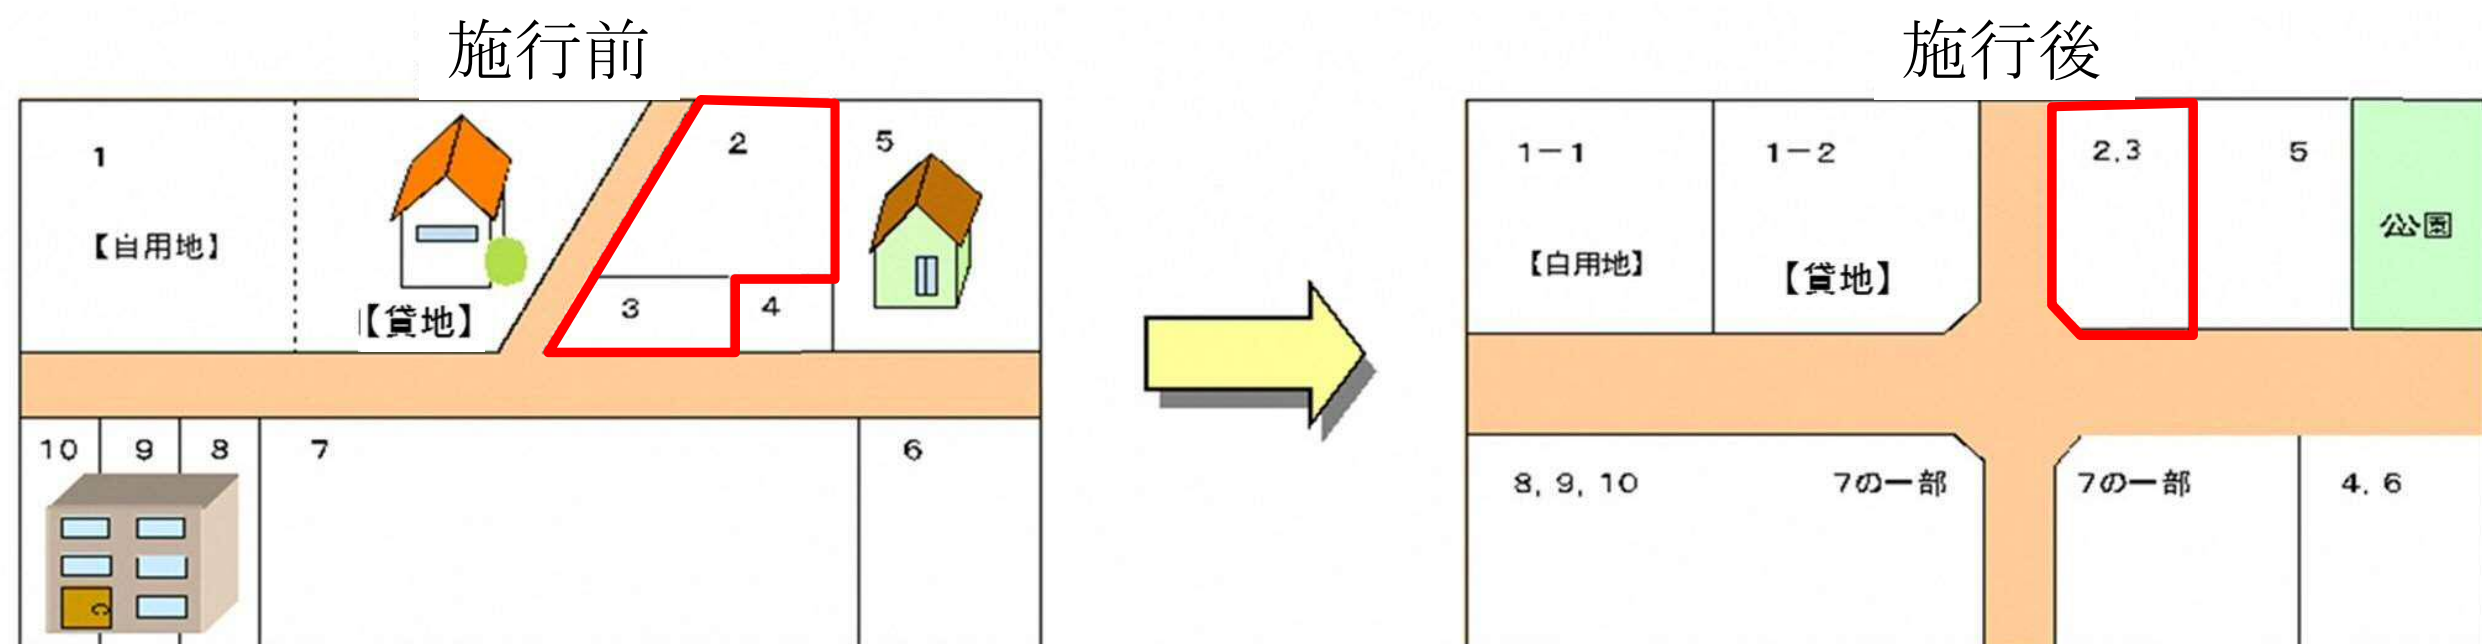 施行前
施行後
1
2
5
【自用地】
【貸地】
3
4
10
9
8
7
6
1－1
1－2
2,3
5
【自用地】
【貸地】
公園
8, 9, 10
7の一部
7の一部
4, 6